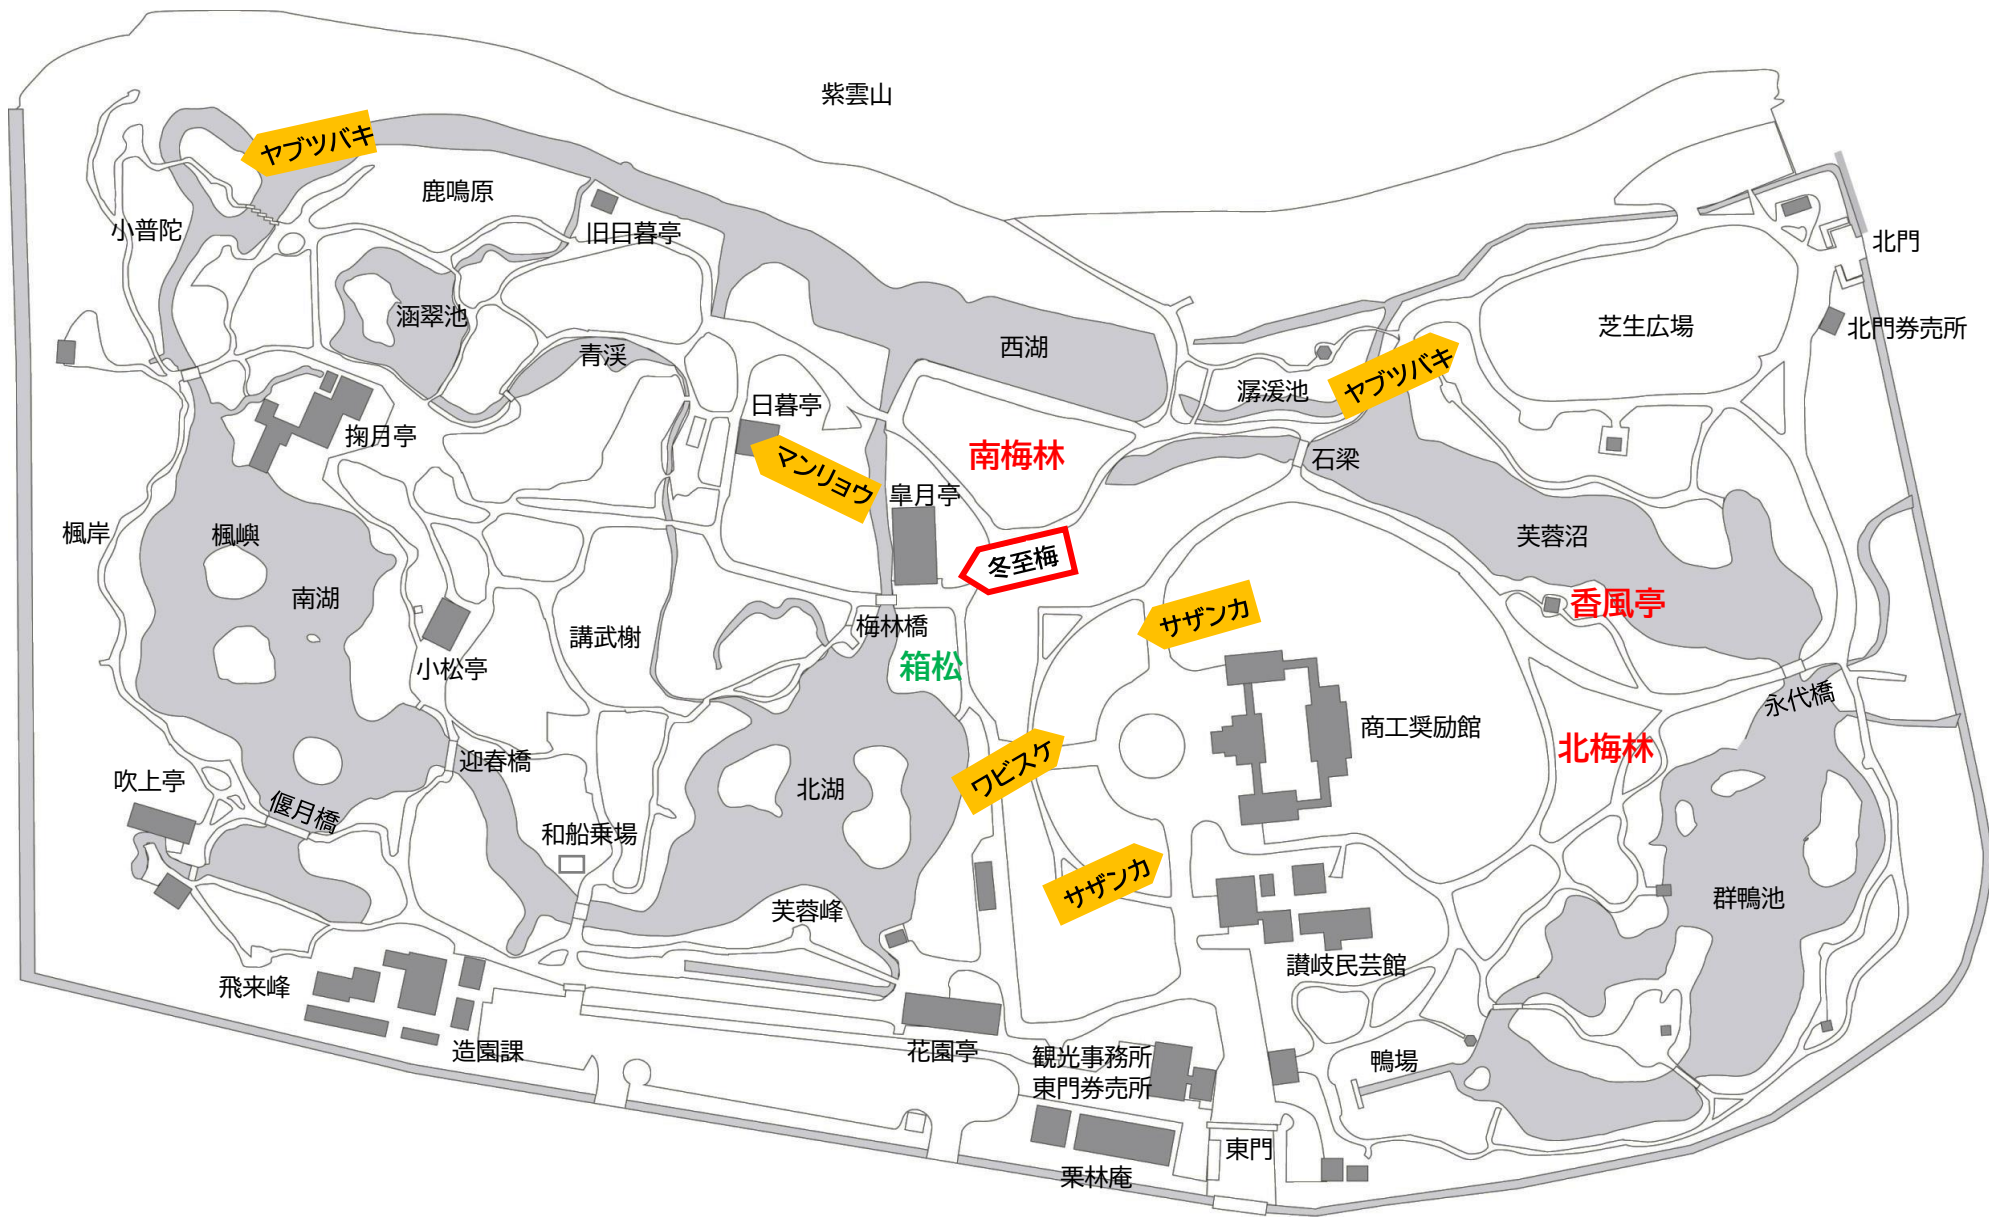 紫雲山
ヤブツバキ
鹿鳴原
小普陀
旧日暮亭
北門
涵翠池
青渓
西湖
芝生広場
北門券売所
ヤブツバキ
潺湲池
日暮亭
掬月亭
南梅林
石梁
マンリョウ
皐月亭
楓岸
楓嶼
芙蓉沼
冬至梅
南湖
サザンカ
香風亭
梅林橋
講武榭
小松亭
箱松
永代橋
商工奨励館
北梅林
迎春橋
ワビスケ
吹上亭
北湖
偃月橋
和船乗場
サザンカ
芙蓉峰
群鴨池
飛来峰
讃岐民芸館
造園課
花園亭
観光事務所
東門券売所
鴨場
東門
栗林庵